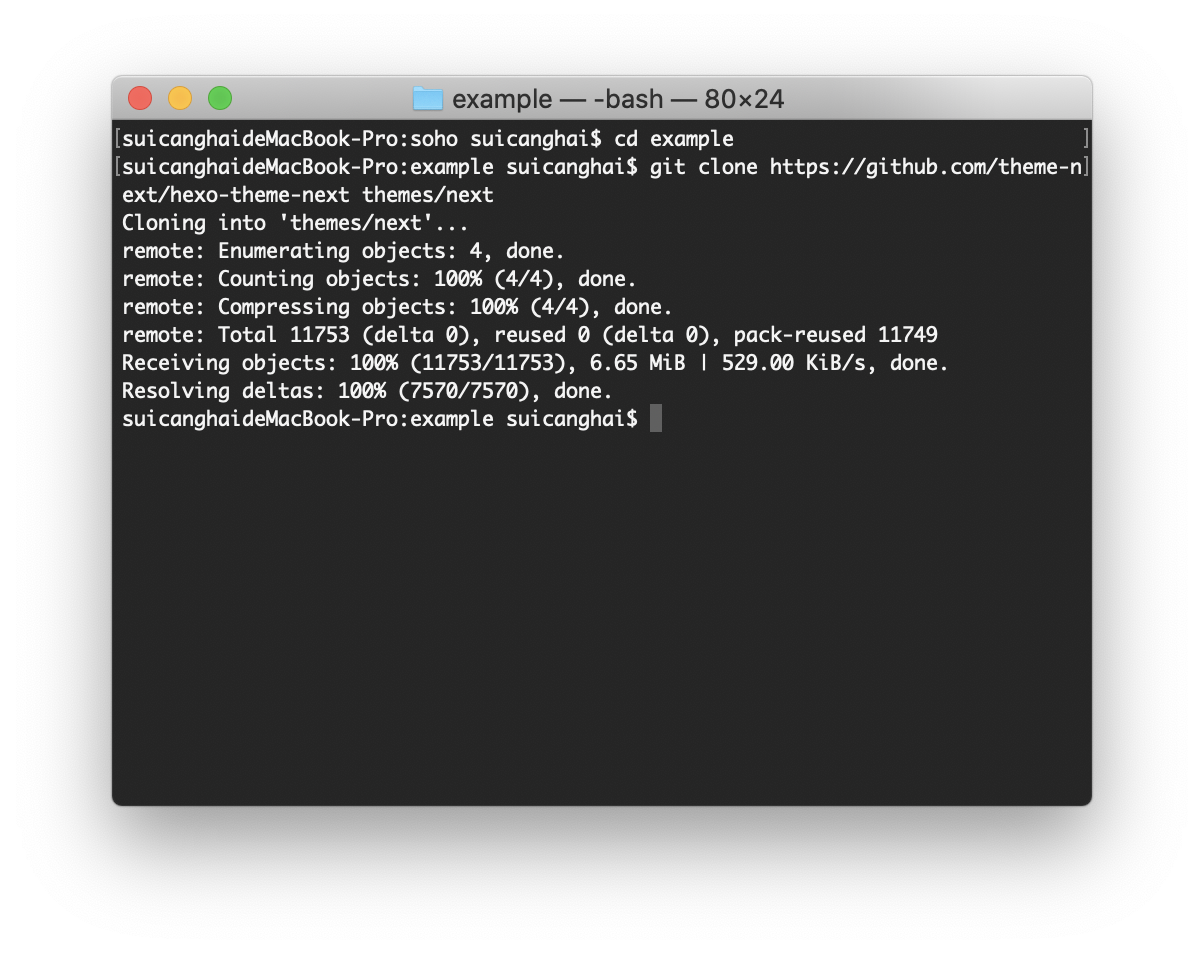 example — -bash — 80×24
[suicanghaideMacBook-Pro:soho suicanghai$ cd example ]
[suicanghaideMacBook-Pro:example suicanghai$ git clone https://github.com/theme-n]
ext/hexo-theme-next themes/next
Cloning into 'themes/next'...
remote: Enumerating objects: 4, done.
remote: Counting objects: 100% (4/4), done.
remote: Compressing objects: 100% (4/4), done.
remote: Total 11753 (delta 0), reused 0 (delta 0), pack-reused 11749
Receiving objects: 100% (11753/11753), 6.65 MiB | 529.00 KiB/s, done.
Resolving deltas: 100% (7570/7570), done.
suicanghaideMacBook-Pro:example suicanghai$